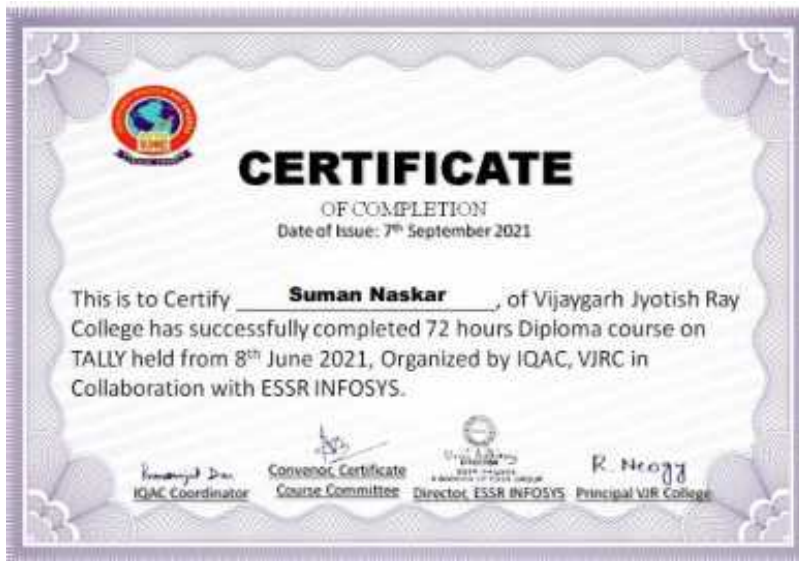 VJRC
CERTIFICATE
OF COMPLETION
Date of Issue: 7th September 2021
This is to Certify Suman Naskar, of Vijaygarh Jyotish Ray
College has successfully completed 72 hours Diploma course on
TALLY held from 8th June 2021, Organized by IQAC, VJRC in
Collaboration with ESSR INFOSYS.
R. Neogy
IQAC Coordinator
Convenor, Certificate
Course Committee
Director, ESSR INFOSYS
Principal VJR College